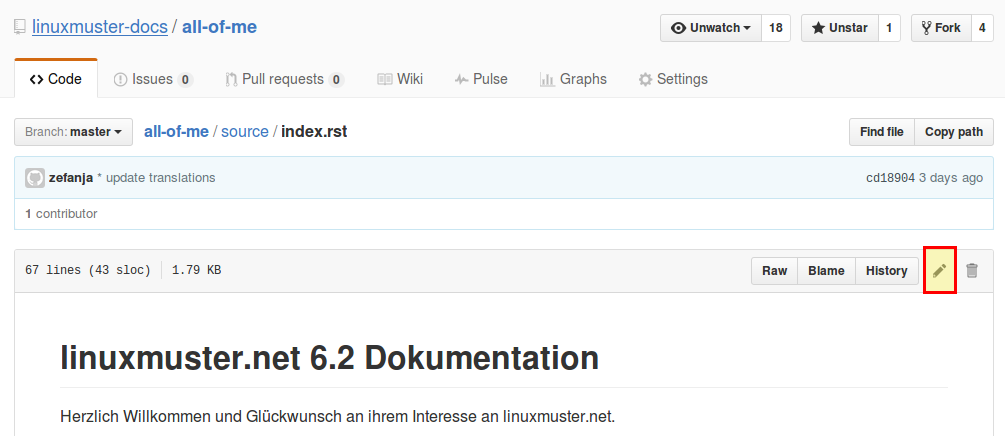 linuxmuster-docs / all-of-me Unwatch 18 Unstar 1 Fork 4
Code Issues 0 Pull requests 0 Wiki Pulse Graphs Settings
Branch: master all-of-me / source / index.rst Find file Copy path
zefanja * update translations cd18904 3 days ago
1 contributor
67 lines (43 sloc) 1.79 KB Raw Blame History
linuxmuster.net 6.2 Dokumentation
Herzlich Willkommen und Glückwunsch an ihrem Interesse an linuxmuster.net.